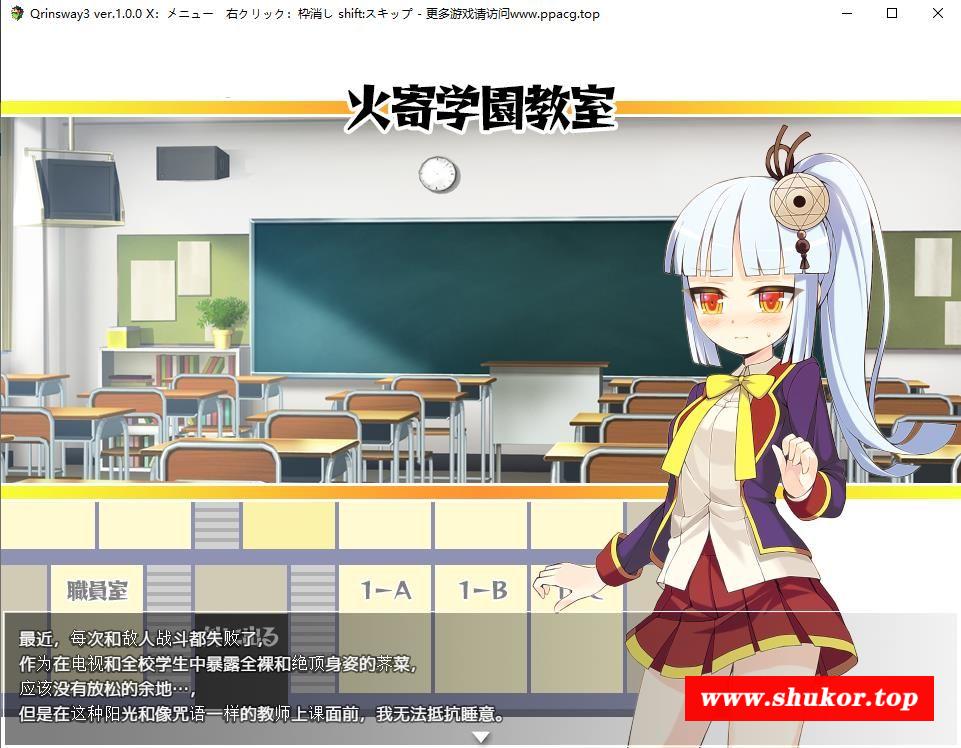 Qrinsway3 ver.1.0.0 X：メニュー 右クリック：枠消し shift:スキップ - 更多游戏请访问www.ppacg.top
火寄学園教室
職員室
1-A
1-B
最近，每次和敌人战斗都失败了，
作为在电视和全校学生中暴露全裸和绝顶身姿的荠菜，
应该没有放松的余地…，
但是在这种阳光和像咒语一样的教师上课面前，我无法抵抗睡意。
www.shukor.top